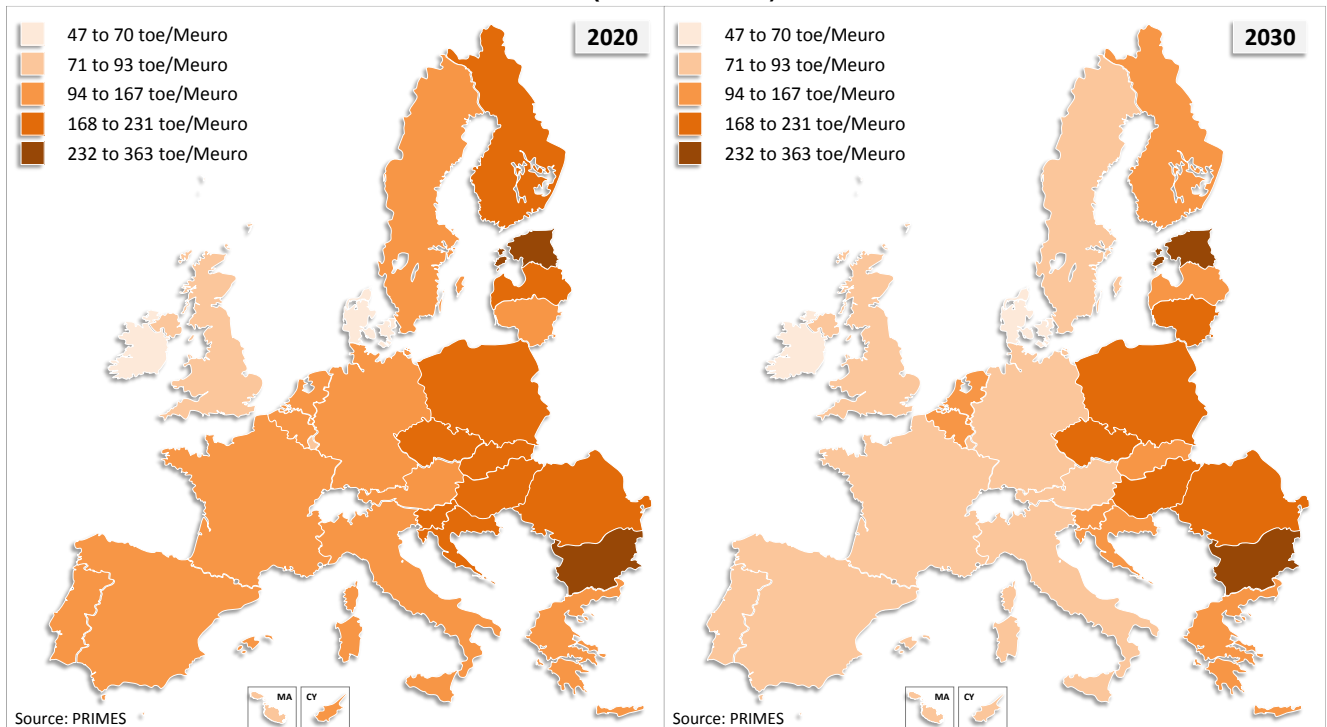 47 to 70 toe/Meuro
71 to 93 toe/Meuro
94 to 167 toe/Meuro
168 to 231 toe/Meuro
232 to 363 toe/Meuro
2020
MA
CY
Source: PRIMES
47 to 70 toe/Meuro
71 to 93 toe/Meuro
94 to 167 toe/Meuro
168 to 231 toe/Meuro
232 to 363 toe/Meuro
2030
MA
CY
Source: PRIMES